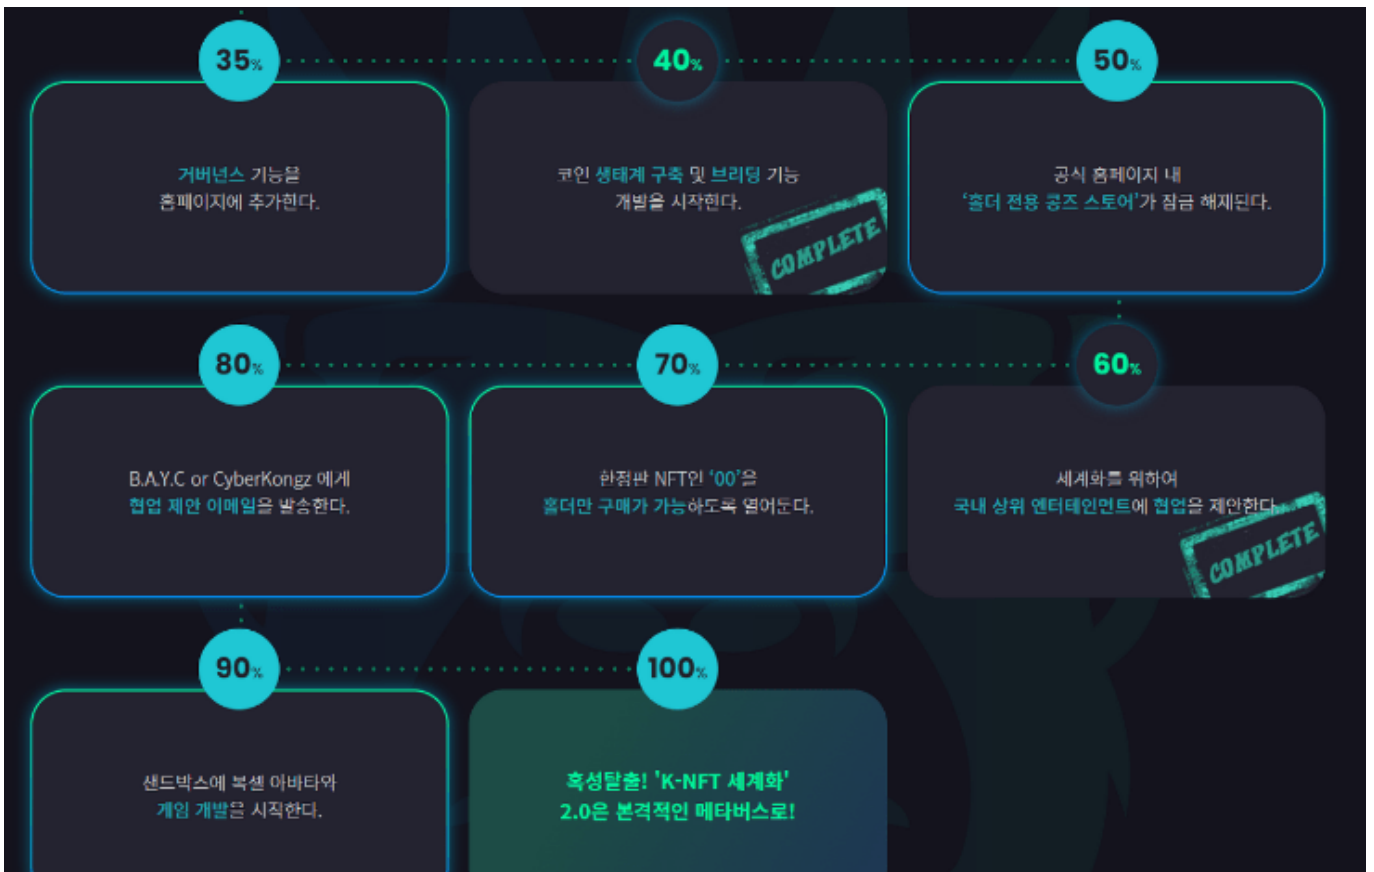 35%
거버넌스 기능을
홈페이지에 추가한다.
40%
코인 생태계 구축 및 브리딩 기능
개발을 시작한다.
COMPLETE
50%
공식 홈페이지 내
‘홀더 전용 콩즈 스토어’가 잠금 해제된다.
60%
세계화를 위하여
국내 상위 엔터테인먼트에 협업을 제안한다.
COMPLETE
70%
한정판 NFT인 ‘00’을
홀더만 구매가 가능하도록 열어둔다.
80%
B.A.Y.C or CyberKongz 에게
협업 제안 이메일을 발송한다.
90%
샌드박스에 복셀 아바타와
게임 개발을 시작한다.
100%
혹성탈출! 'K-NFT 세계화'
2.0은 본격적인 메타버스로!